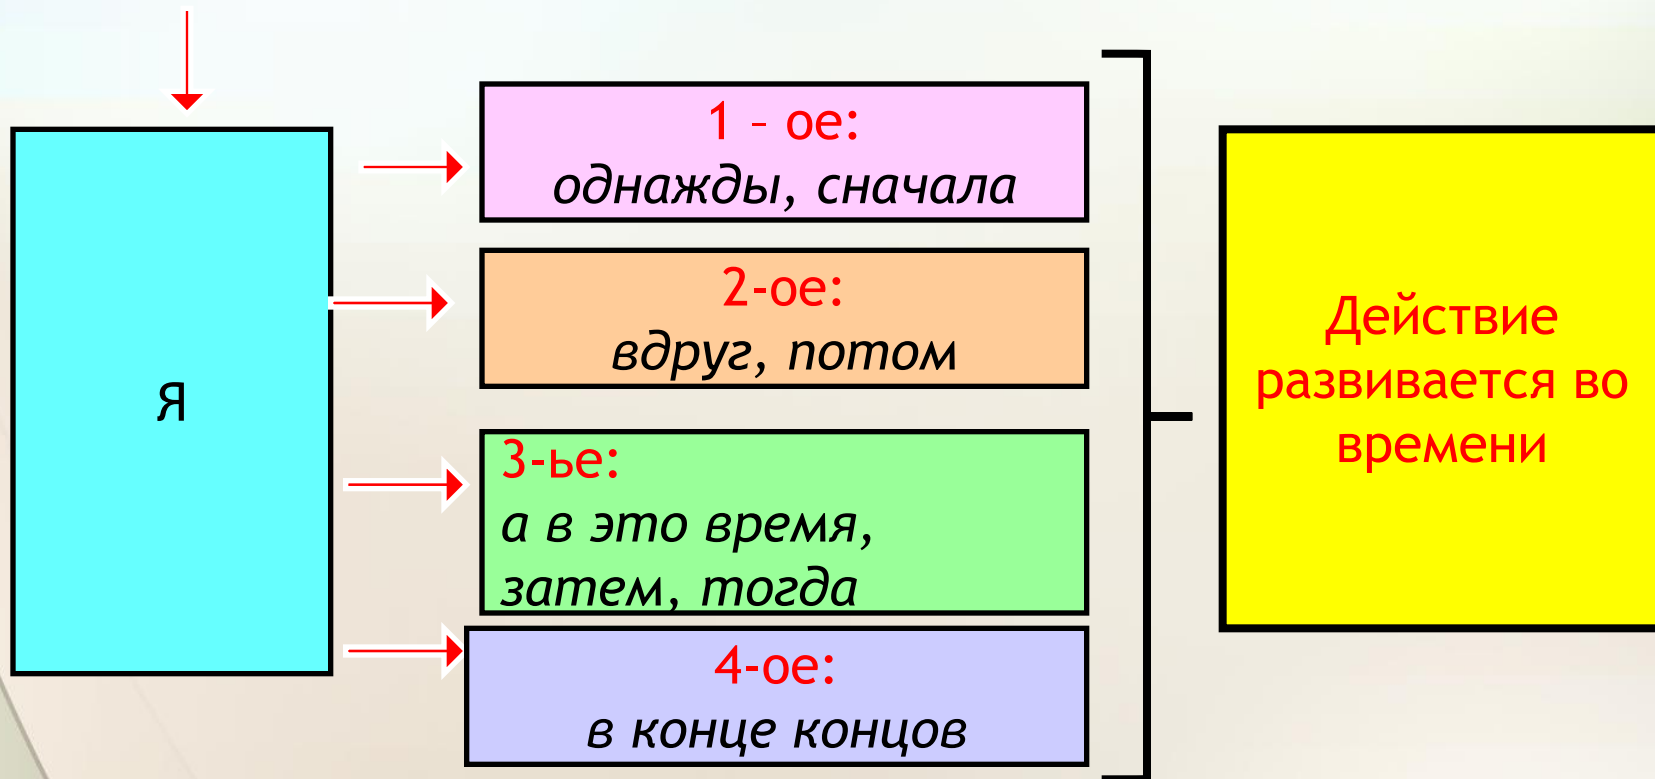 Я
1 – ое:
однажды, сначала
2-ое:
вдруг, потом
3-ье:
а в это время,
затем, тогда
4-ое:
в конце концов
Действие
развивается во
времени